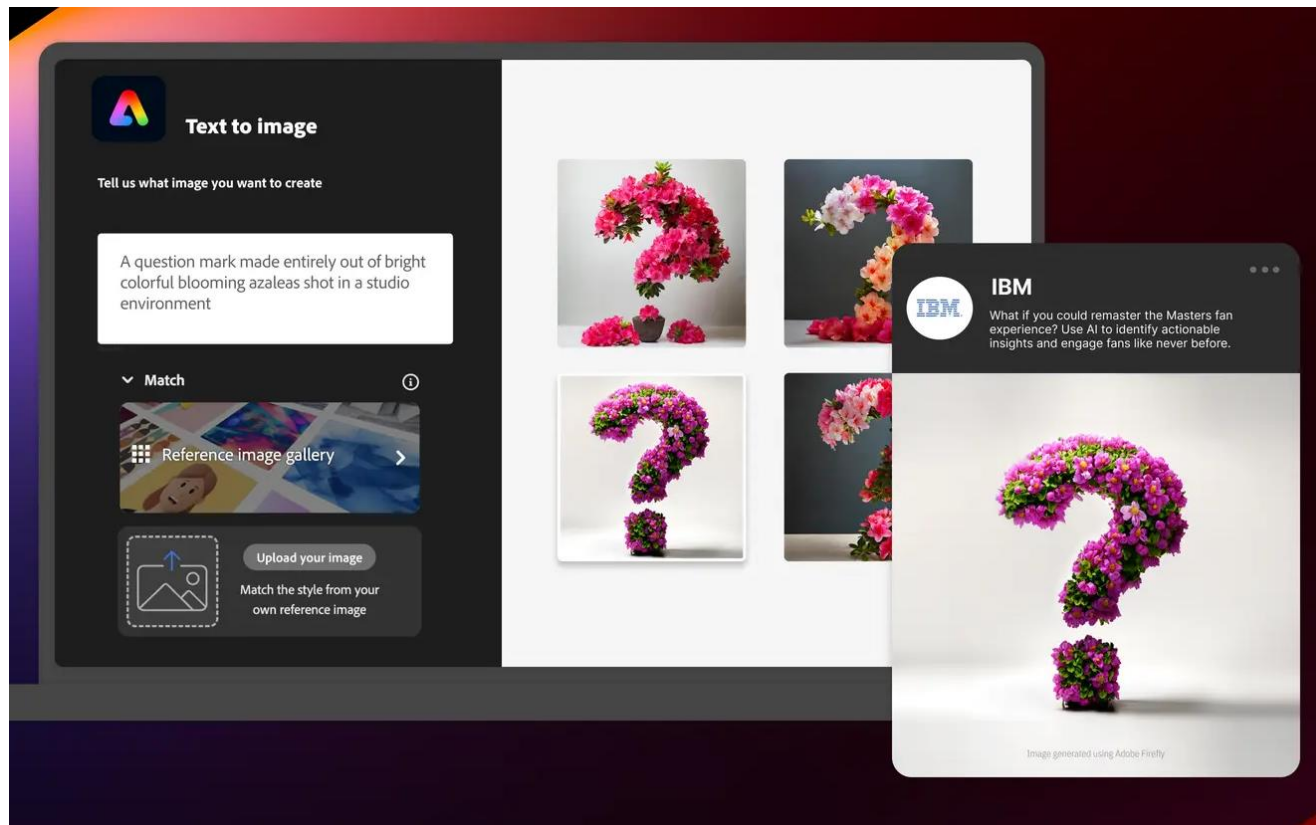 Text to image
Tell us what image you want to create
A question mark made entirely out of bright
colorful blooming azaleas shot in a studio
environment
Match
Reference image gallery
Upload your image
Match the style from your
own reference image
IBM
IBM
What if you could remaster the Masters fan
experience? Use AI to identify actionable
insights and engage fans like never before.
Image generated using Adobe Firefly